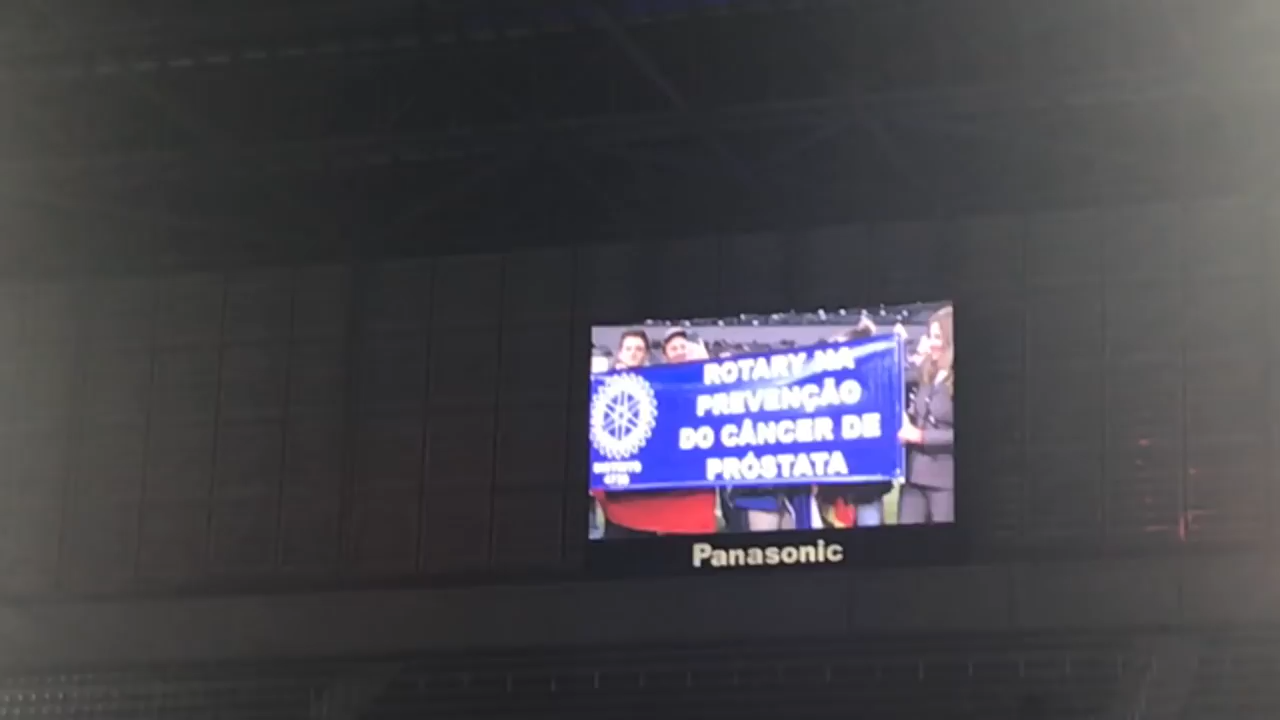 ROTARY NA
PREVENÇÃO
DO CÂNCER DE
PRÓSTATA
Panasonic